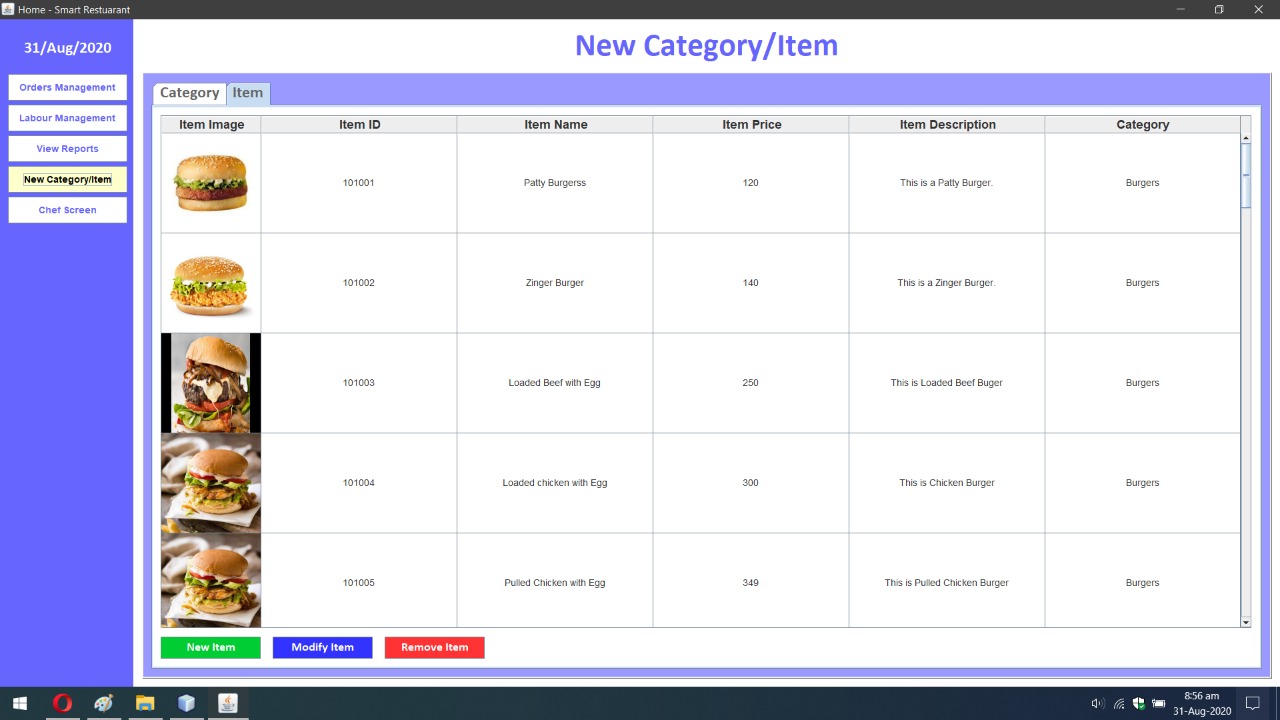 Home - Smart Restuarant
31/Aug/2020
Orders Management
Labour Management
View Reports
New Category/Item
Chef Screen
New Category/Item
Category Item
Item Image Item ID Item Name Item Price Item Description Category
101001 Patty Burgerss 120 This is a Patty Burger. Burgers
101002 Zinger Burger 140 This is a Zinger Burger. Burgers
101003 Loaded Beef with Egg 250 This is Loaded Beef Buger Burgers
101004 Loaded chicken with Egg 300 This is Chicken Burger Burgers
101005 Pulled Chicken with Egg 349 This is Pulled Chicken Burger Burgers
New Item Modify Item Remove Item
8:56 am
31-Aug-2020